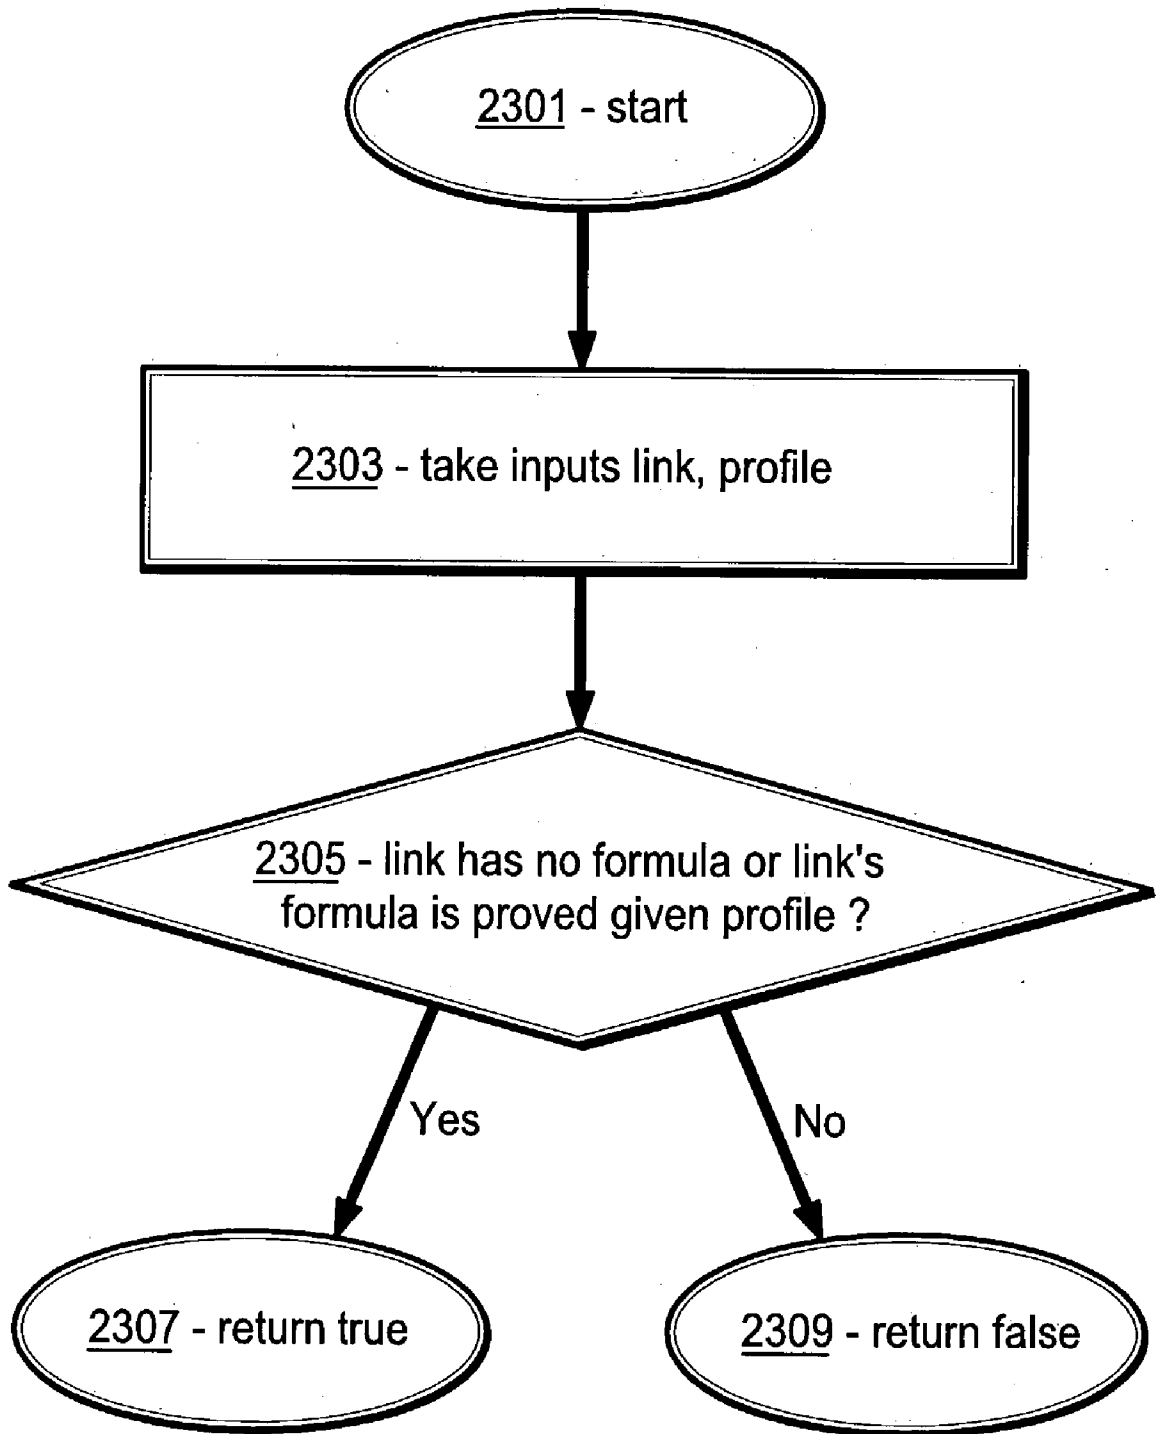 2301 - start
2303 - take inputs link, profile
2305 - link has no formula or link's
formula is proved given profile ?
Yes
No
2307 - return true
2309 - return false